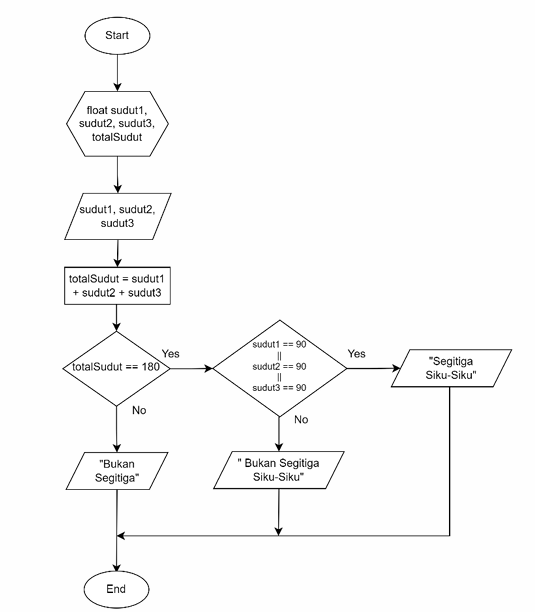 Start
float sudut1,
sudut2, sudut3,
totalSudut
sudut1, sudut2,
sudut3
totalSudut = sudut1
+ sudut2 + sudut3
totalSudut == 180
Yes
No
sudut1 == 90
||
sudut2 == 90
||
sudut3 == 90
Yes
No
"Segitiga
Siku-Siku"
"Bukan
Segitiga"
" Bukan Segitiga
Siku-Siku"
End